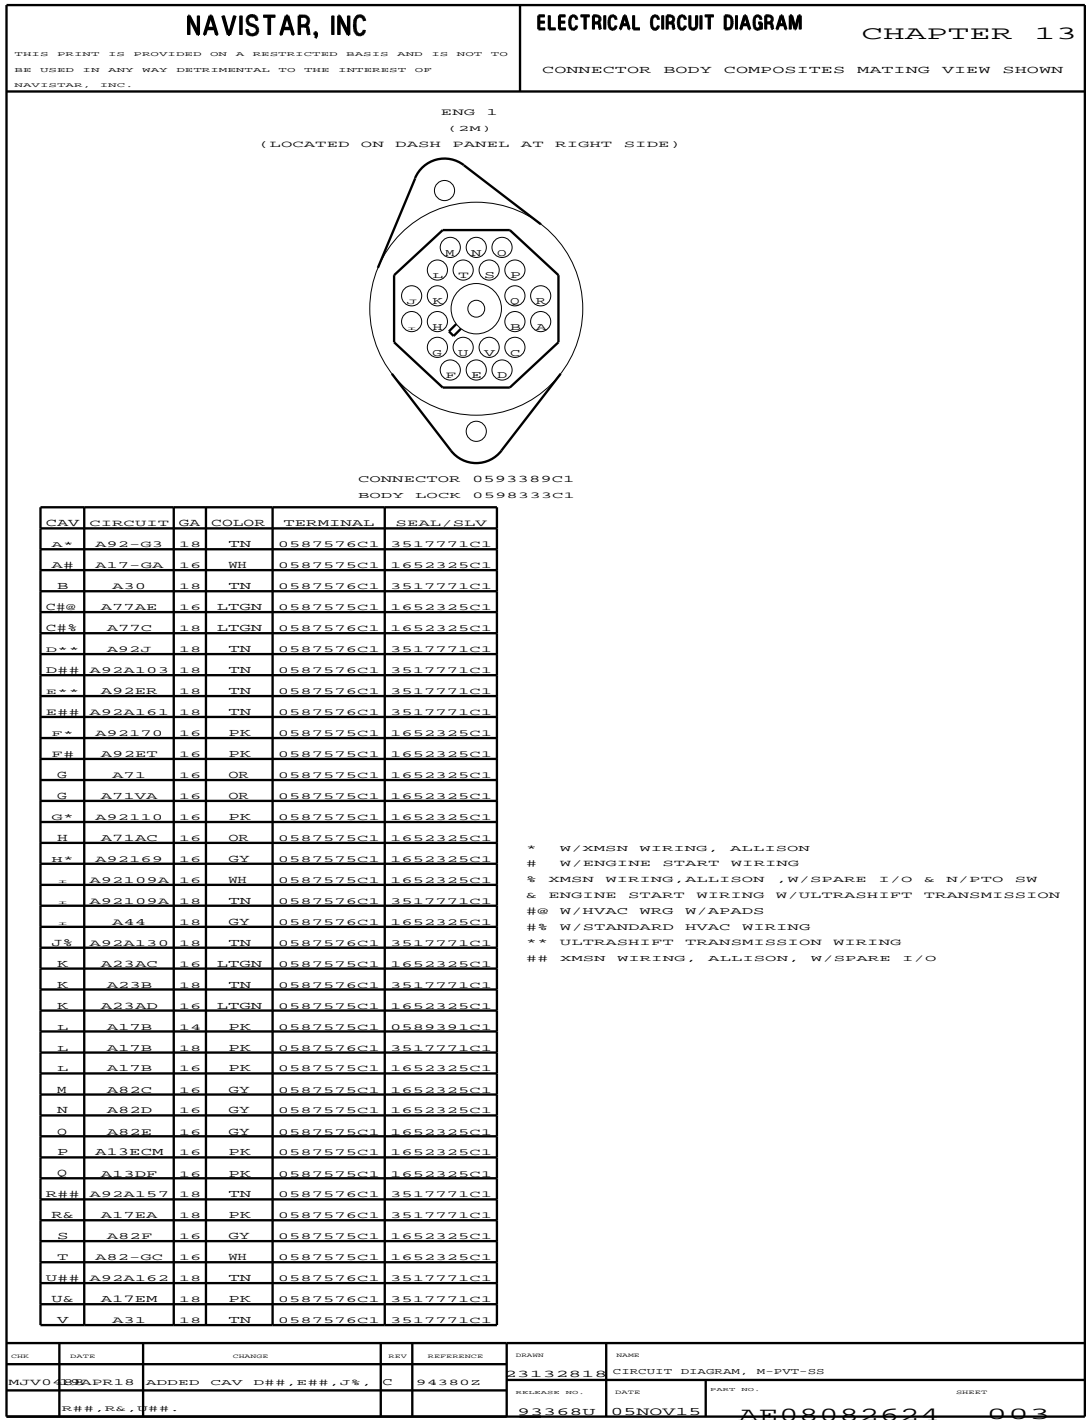 NAVISTAR, INC
THIS PRINT IS PROVIDED ON A RESTRICTED BASIS AND IS NOT TO
BE USED IN ANY WAY DETRIMENTAL TO THE INTEREST OF
NAVISTAR, INC.
ELECTRICAL CIRCUIT DIAGRAM
CHAPTER 13
CONNECTOR BODY COMPOSITES MATING VIEW SHOWN
ENG 1
(2M)
(LOCATED ON DASH PANEL AT RIGHT SIDE)
M N O
L T S P
J K Q R
I H B A
G U V C
F E D
CONNECTOR 0593389C1
BODY LOCK 0598333C1
CAV CIRCUIT GA COLOR TERMINAL SEAL/SLV
A* A92-G3 18 TN 0587576C1 3517771C1
A# A17-GA 16 WH 0587575C1 1652325C1
B A30 18 TN 0587576C1 3517771C1
C#@ A77AE 16 LTGN 0587575C1 1652325C1
C#% A77C 18 LTGN 0587575C1 1652325C1
D** A92J 18 TN 0587576C1 3517771C1
D## A92A103 18 TN 0587576C1 3517771C1
E** A92ER 18 TN 0587576C1 3517771C1
E## A92A161 18 TN 0587576C1 3517771C1
F* A92170 16 PK 0587575C1 1652325C1
F# A92ET 16 PK 0587575C1 1652325C1
G A71 16 OR 0587575C1 1652325C1
G A71VA 16 OR 0587575C1 1652325C1
G* A92110 16 PK 0587575C1 1652325C1
H A71AC 16 OR 0587575C1 1652325C1
H* A92169 16 GY 0587575C1 1652325C1
I A92109A 16 WH 0587575C1 1652325C1
I A92109A 18 TN 0587576C1 3517771C1
I A44 18 GY 0587575C1 1652325C1
J% A92A130 18 TN 0587576C1 3517771C1
K A23AC 16 LTGN 0587575C1 1652325C1
K A23B 18 TN 0587576C1 3517771C1
K A23AD 16 LTGN 0587575C1 1652325C1
L A17B 14 PK 0587575C1 0589391C1
L A17B 18 PK 0587576C1 3517771C1
L A17B 16 PK 0587575C1 1652325C1
M A82C 16 GY 0587575C1 1652325C1
N A82D 16 GY 0587575C1 1652325C1
O A82E 16 GY 0587575C1 1652325C1
P A13ECM 16 PK 0587575C1 1652325C1
Q A13DF 16 PK 0587575C1 1652325C1
R## A92A157 18 TN 0587576C1 3517771C1
R& A17EA 18 PK 0587576C1 3517771C1
S A82F 16 GY 0587575C1 1652325C1
T A82-GC 16 WH 0587575C1 1652325C1
U## A92A162 18 TN 0587576C1 3517771C1
U& A17EM 18 PK 0587576C1 3517771C1
V A31 18 TN 0587576C1 3517771C1
* W/XMSN WIRING, ALLISON
# W/ENGINE START WIRING
% XMSN WIRING,ALLISON ,W/SPARE I/O & N/PTO SW
& ENGINE START WIRING W/ULTRASHIFT TRANSMISSION
#@ W/HVAC WRG W/APADS
#% W/STANDARD HVAC WIRING
** ULTRASHIFT TRANSMISSION WIRING
## XMSN WIRING, ALLISON, W/SPARE I/O
CHK DATE CHANGE REV REFERENCE
ADDED CAV D##,E##,J%, C 94380Z
R##,R&,U##.
DRAWN
23132818
NAME
CIRCUIT DIAGRAM, M-PVT-SS
RELEASE NO.
93368U
DATE
05NOV15
PART NO.
AE08082624
SHEET
003